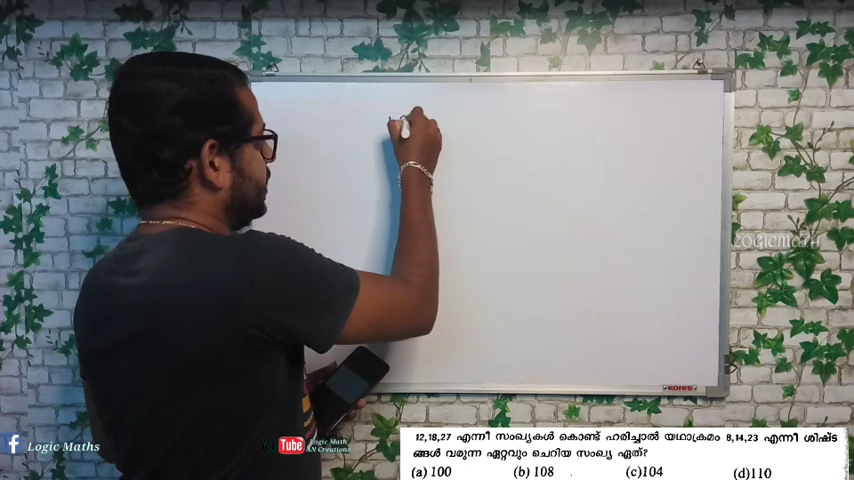 LOGICMATH
KORES
f Logic Maths
You Tube Logic Math
AN Creations
12,18,27 എന്നീ സംഖ്യകൾ കൊണ്ട് ഹരിച്ചാൽ യഥാക്രമം 8,14,23 എന്നീ ശിഷ്ട
ങ്ങൾ വരുന്ന ഏറ്റവും ചെറിയ സംഖ്യ ഏത്?
(a) 100 (b) 108 (c)104 (d)110